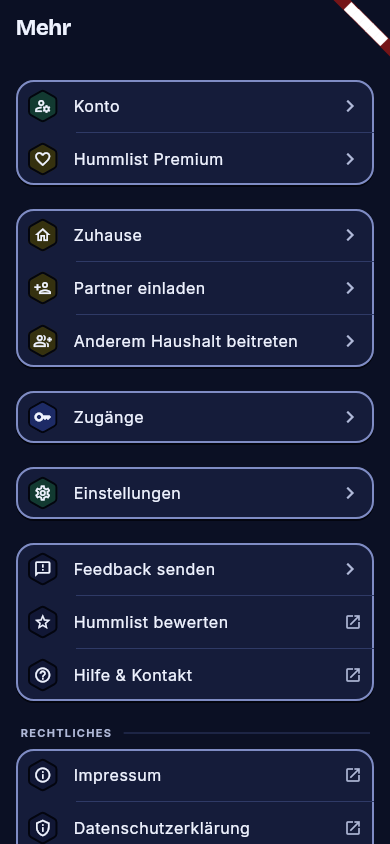 Mehr
Konto
Hummlist Premium
Zuhause
Partner einladen
Anderem Haushalt beitreten
Zugänge
Einstellungen
Feedback senden
Hummlist bewerten
Hilfe & Kontakt
RECHTLICHES
Impressum
Datenschutzerklärung